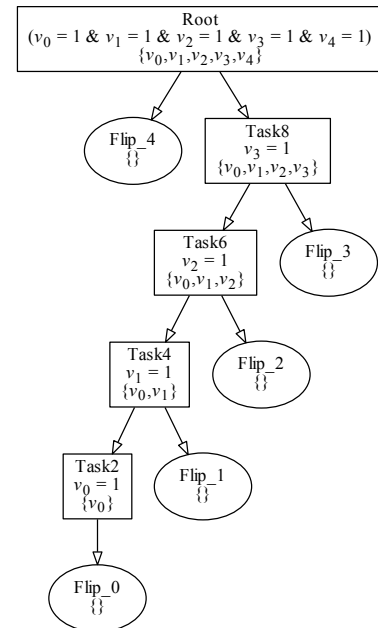 Root
(v₀ = 1 & v₁ = 1 & v₂ = 1 & v₃ = 1 & v₄ = 1)
{v₀,v₁,v₂,v₃,v₄}
Flip_4
{}
Task8
v₃ = 1
{v₀,v₁,v₂,v₃}
Task6
v₂ = 1
{v₀,v₁,v₂}
Flip_3
{}
Task4
v₁ = 1
{v₀,v₁}
Flip_2
{}
Task2
v₀ = 1
{v₀}
Flip_1
{}
Flip_0
{}